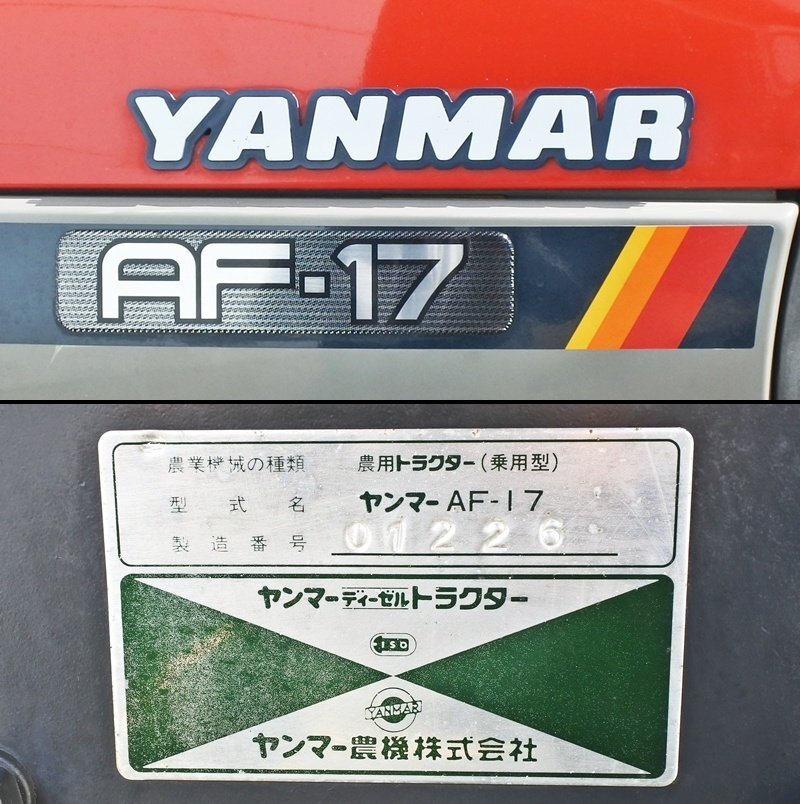 YANMAR
AF-17
農業機械の種類 農用トラクター(乗用型)
型式名 ヤンマー AF-17
製造番号 01226
ヤンマーディーゼルトラクター
ISO
YANMAR
ヤンマー農機株式会社